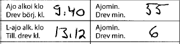 Ajo alkoi klo 9:40 Ajomin. 55
Drev börj. kl. Drev min.
L-ajo alk. klo 13:12 Ajomin. 6
Till. drev kl. Drev min.